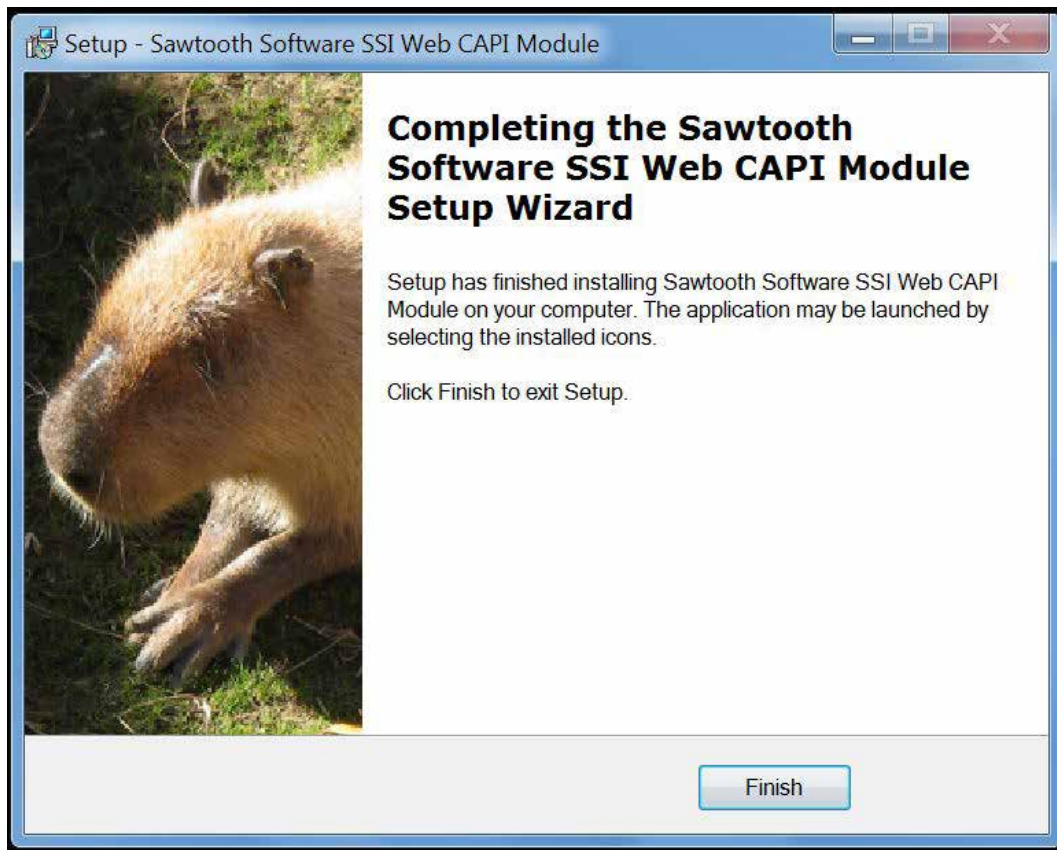 Setup - Sawtooth Software SSI Web CAPI Module
Completing the Sawtooth
Software SSI Web CAPI Module
Setup Wizard
Setup has finished installing Sawtooth Software SSI Web CAPI
Module on your computer. The application may be launched by
selecting the installed icons.
Click Finish to exit Setup.
Finish